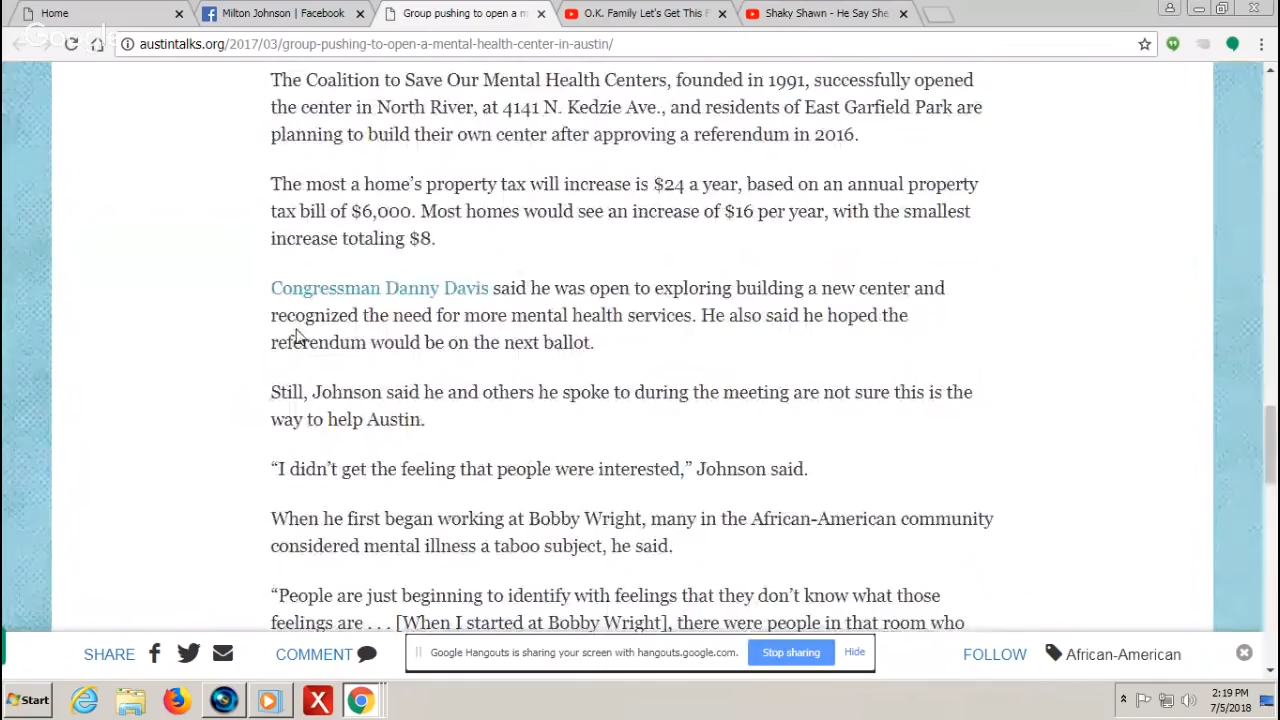 Home
Milton Johnson | Facebook
Group pushing to open a m
O.K. Family Let's Get This F
Shaky Shawn - He Say She
Google
austintalks.org/2017/03/group-pushing-to-open-a-mental-health-center-in-austin/
The Coalition to Save Our Mental Health Centers, founded in 1991, successfully opened
the center in North River, at 4141 N. Kedzie Ave., and residents of East Garfield Park are
planning to build their own center after approving a referendum in 2016.
The most a home's property tax will increase is $24 a year, based on an annual property
tax bill of $6,000. Most homes would see an increase of $16 per year, with the smallest
increase totaling $8.
Congressman Danny Davis said he was open to exploring building a new center and
recognized the need for more mental health services. He also said he hoped the
referendum would be on the next ballot.
Still, Johnson said he and others he spoke to during the meeting are not sure this is the
way to help Austin.
“I didn’t get the feeling that people were interested,” Johnson said.
When he first began working at Bobby Wright, many in the African-American community
considered mental illness a taboo subject, he said.
“People are just beginning to identify with feelings that they don’t know what those
feelings are . . . [When I started at Bobby Wright], there were people in that room who
SHARE
COMMENT
Google Hangouts is sharing your screen with hangouts.google.com.
Stop sharing
Hide
FOLLOW
African-American
Start
2:19 PM
7/5/2018